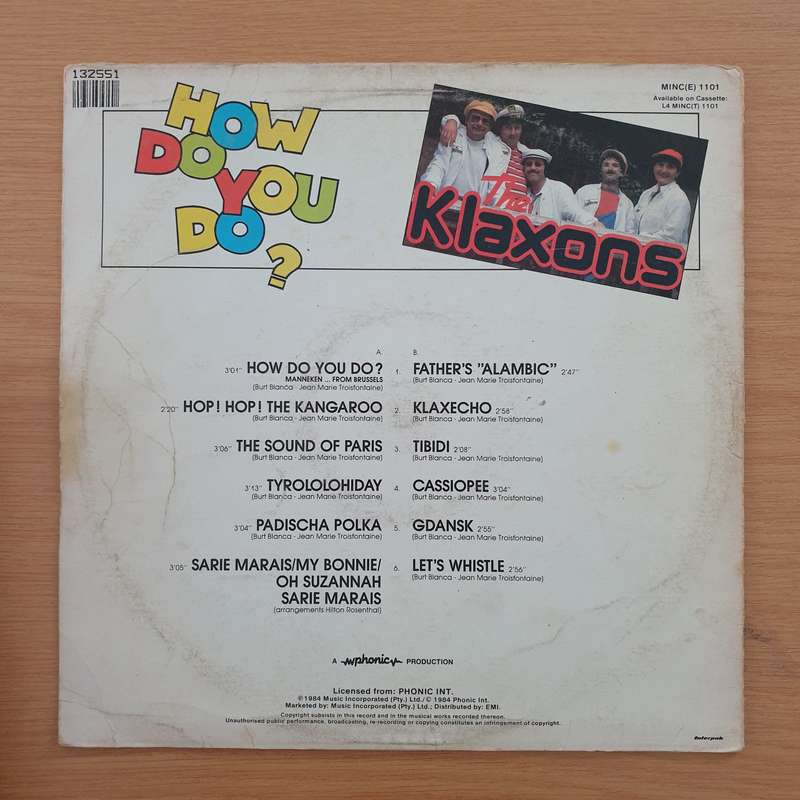 132551
HOW
DO YOU
DO ?
the
Klaxons
MINC(E) 1101
Available on Cassette:
L4 MINC(T) 1101
A.
3'01" HOW DO YOU DO?
MANNEKEN ... FROM BRUSSELS
(Burt Blanca - Jean Marie Troisfontaine)
2'20" HOP! HOP! THE KANGAROO
(Burt Blanca - Jean Marie Troisfontaine)
3'06" THE SOUND OF PARIS
(Burt Blanca - Jean Marie Troisfontaine)
3'13" TYROLOLOHIDAY
(Burt Blanca - Jean Marie Troisfontaine)
3'04" PADISCHA POLKA
(Burt Blanca - Jean Marie Troisfontaine)
3'05" SARIE MARAIS/MY BONNIE/
OH SUZANNAH
SARIE MARAIS
(arrangements Hilton Rosenthal)
B.
1. FATHER'S "ALAMBIC" 2'47"
(Burt Blanca - Jean Marie Troisfontaine)
2. KLAXECHO 2'58"
(Burt Blanca - Jean Marie Troisfontaine)
3. TIBIDI 2'08"
(Burt Blanca - Jean Marie Troisfontaine)
4. CASSIOPEE 3'04"
(Burt Blanca - Jean Marie Troisfontaine)
5. GDANSK 2'55"
(Burt Blanca - Jean Marie Troisfontaine)
6. LET'S WHISTLE 2'56"
(Burt Blanca - Jean Marie Troisfontaine)
A phonic PRODUCTION
Licensed from: PHONIC INT.
℗1984 Music Incorporated (Pty.) Ltd./© 1984 Phonic Int.
Marketed by: Music Incorporated (Pty.) Ltd.; Distributed by: EMI.
Copyright subsists in this record and in the musical works recorded thereon.
Unauthorised public performance, broadcasting, re-recording or copying constitutes an infringement of copyright.
Interpak